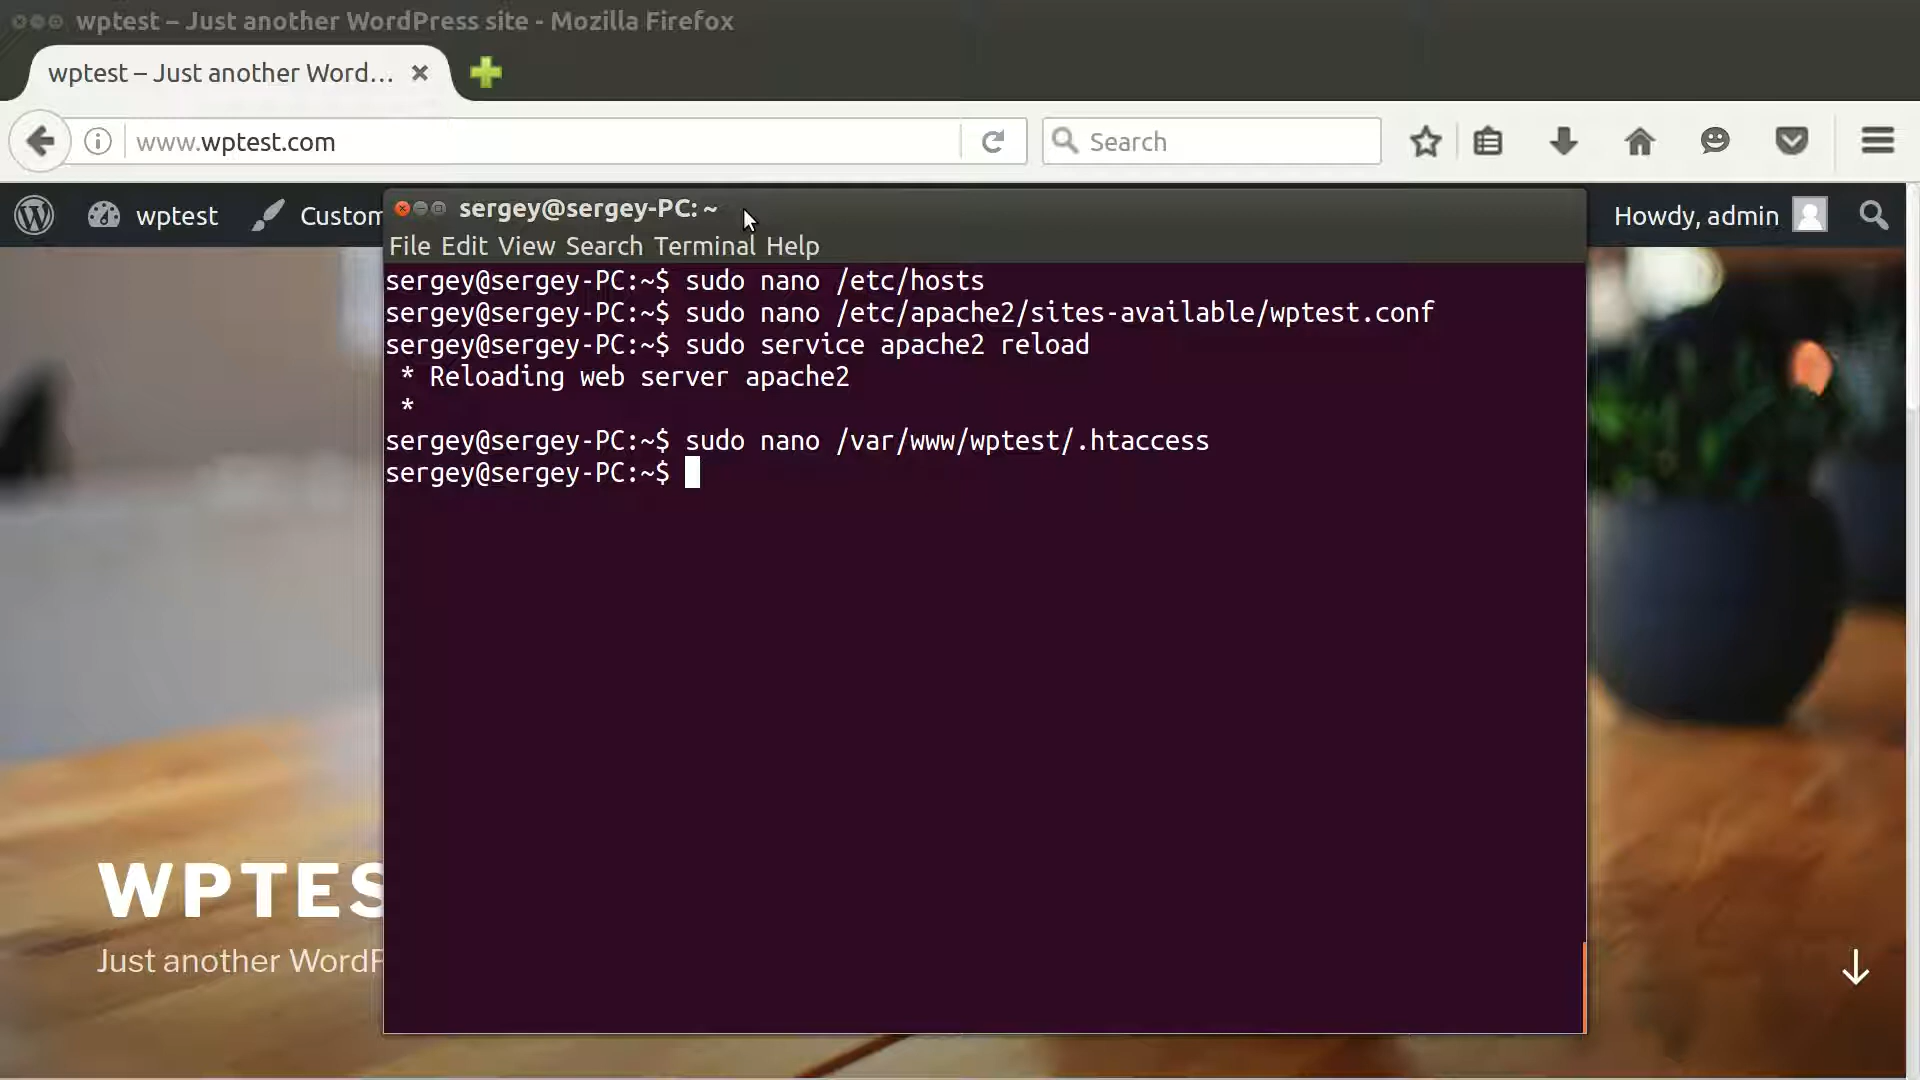 wptest – Just another WordPress site - Mozilla Firefox
wptest – Just another Word...
www.wptest.com
Search
wptest
Custom
Howdy, admin
sergey@sergey-PC: ~
File Edit View Search Terminal Help
sergey@sergey-PC:~$ sudo nano /etc/hosts
sergey@sergey-PC:~$ sudo nano /etc/apache2/sites-available/wptest.conf
sergey@sergey-PC:~$ sudo service apache2 reload
* Reloading web server apache2
*
sergey@sergey-PC:~$ sudo nano /var/www/wptest/.htaccess
sergey@sergey-PC:~$
WPTES
Just another WordP